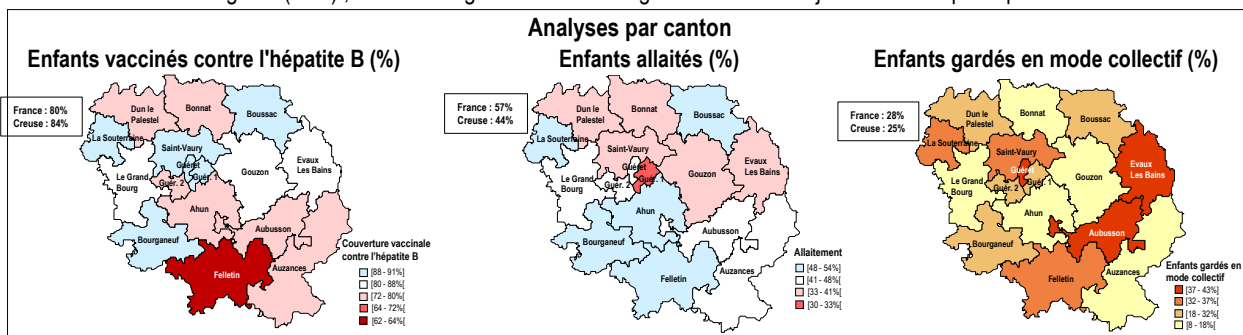 Analyses par canton
Enfants vaccinés contre l'hépatite B (%)
France : 80%
Creuse : 84%
Dun le
Palestel
Bonnat
Boussac
La Souterraine
Saint-Vaury
Guéret
Guér. 2
Le Grand
Bourg
Gouzon
Evaux
Les Bains
Ahun
Aubusson
Bourganeuf
Felletin
Auzances
Couverture vaccinale
contre l'hépatite B
[88 - 91%]
[80 - 88%[
[72 - 80%[
[64 - 72%[
[62 - 64%[
Enfants allaités (%)
France : 57%
Creuse : 44%
Dun le
Palestel
Bonnat
Boussac
La Souterraine
Saint-Vaury
Guéret
Guér. 2
Le Grand
Bourg
Gouzon
Evaux
Les Bains
Ahun
Aubusson
Bourganeuf
Felletin
Auzances
Allaitement
[48 - 54%]
[41 - 48%[
[33 - 41%[
[30 - 33%[
Enfants gardés en mode collectif (%)
France : 28%
Creuse : 25%
Dun le
Palestel
Bonnat
Boussac
La Souterraine
Saint-Vaury
Guéret
Guér. 1
Guér. 2
Le Grand
Bourg
Gouzon
Evaux
Les Bains
Ahun
Aubusson
Bourganeuf
Felletin
Auzances
Enfants gardés en
mode collectif
[37 - 43%]
[32 - 37%[
[18 - 32%[
[8 - 18%[